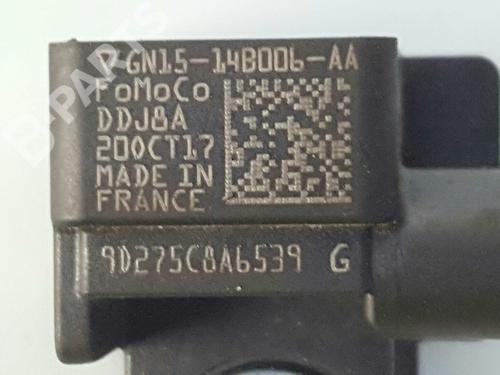 P-GN15-14B006-AA
FoMoCo
DDJ8A
20OCT17
MADE IN
FRANCE
9D275C8A6539 G
B-PARTS